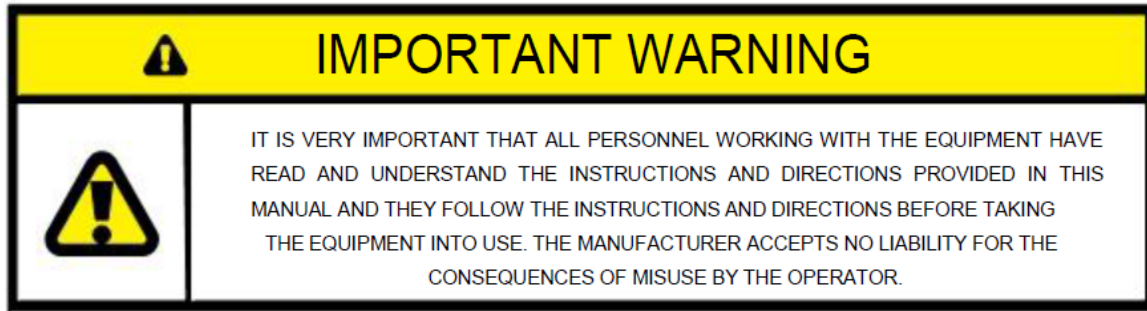 IMPORTANT WARNING
IT IS VERY IMPORTANT THAT ALL PERSONNEL WORKING WITH THE EQUIPMENT HAVE
READ AND UNDERSTAND THE INSTRUCTIONS AND DIRECTIONS PROVIDED IN THIS
MANUAL AND THEY FOLLOW THE INSTRUCTIONS AND DIRECTIONS BEFORE TAKING
THE EQUIPMENT INTO USE. THE MANUFACTURER ACCEPTS NO LIABILITY FOR THE
CONSEQUENCES OF MISUSE BY THE OPERATOR.